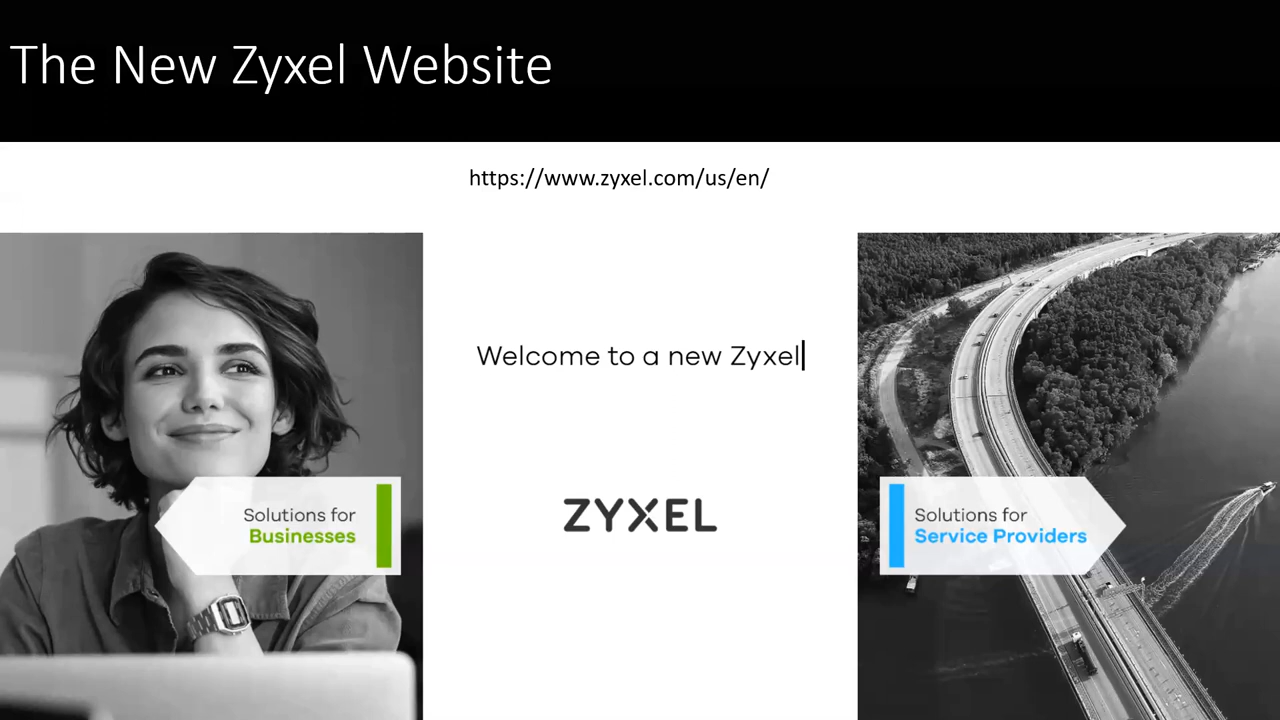 The New Zyxel Website
https://www.zyxel.com/us/en/
Welcome to a new Zyxel
ZYXEL
Solutions for
Businesses
Solutions for
Service Providers